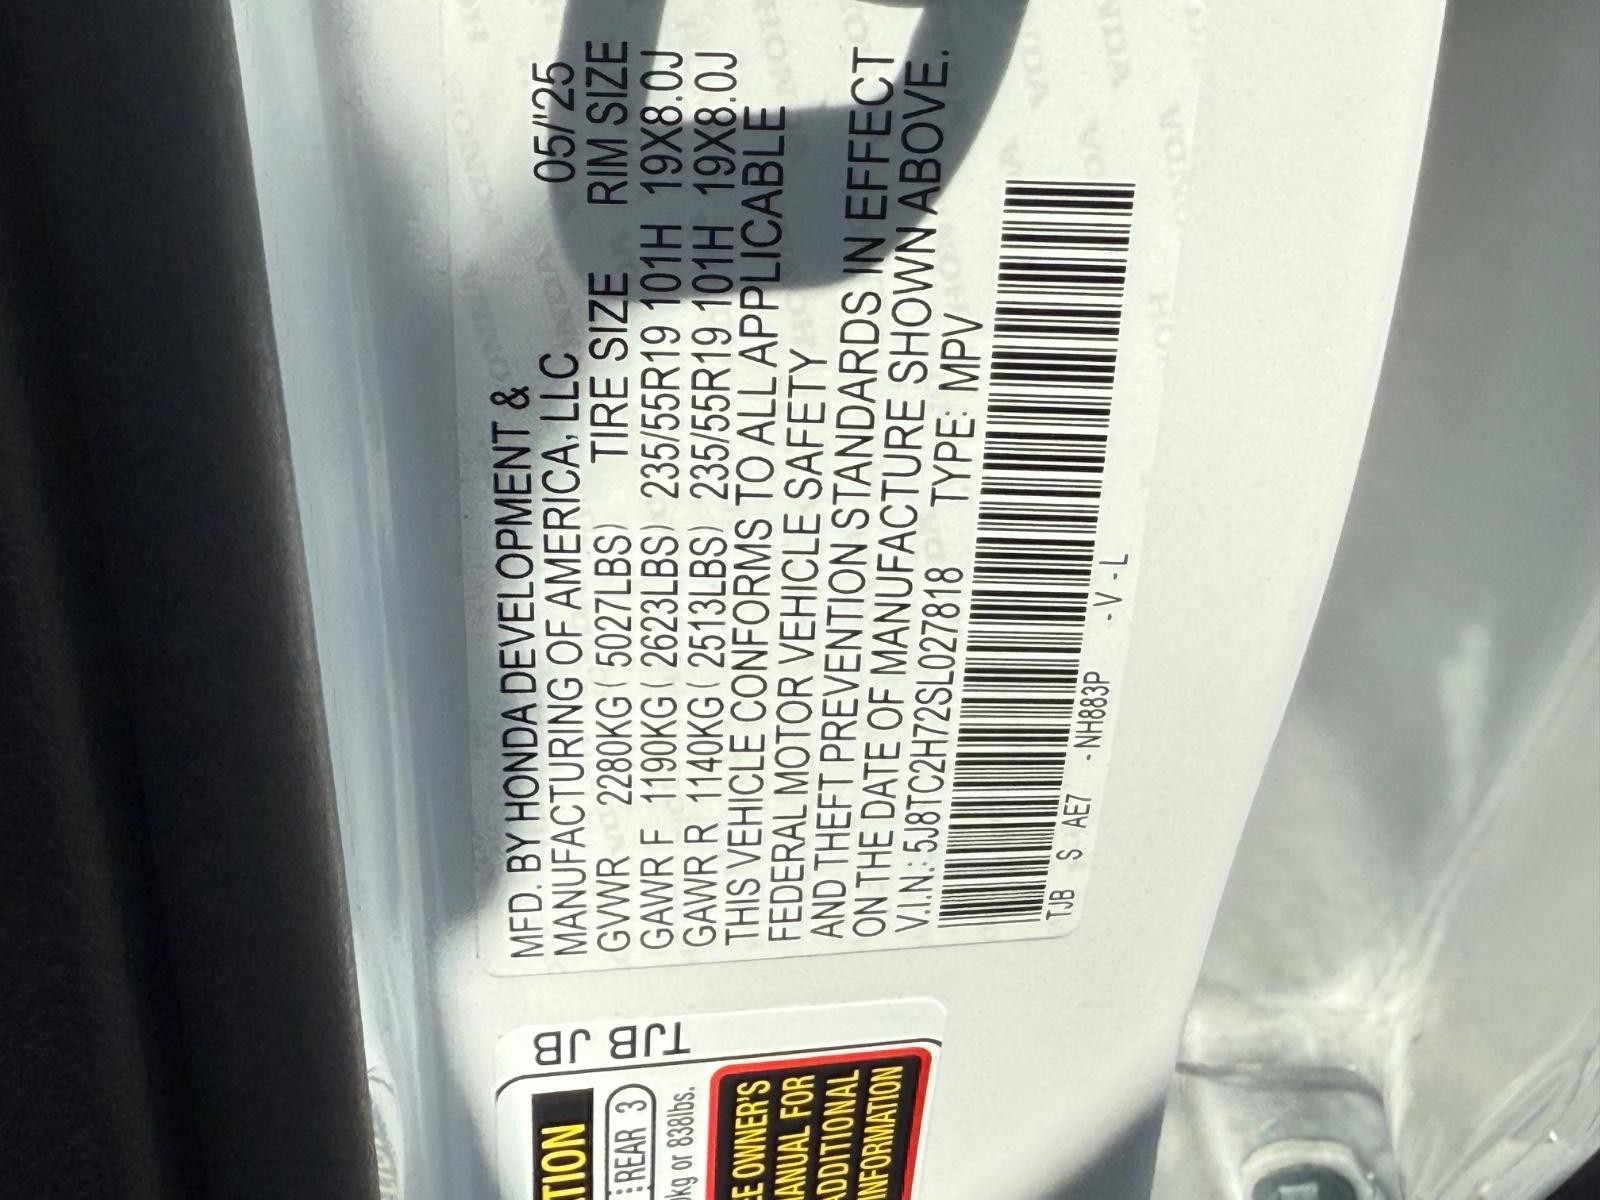 MFD. BY HONDA DEVELOPMENT &
MANUFACTURING OF AMERICA, LLC 05/'25
TIRE SIZE RIM SIZE
GVWR 2280KG ( 5027LBS)
GAWR F 1190KG ( 2623LBS) 235/55R19 101H 19X8.0J
GAWR R 1140KG ( 2513LBS) 235/55R19 101H 19X8.0J
THIS VEHICLE CONFORMS TO ALL APPLICABLE
FEDERAL MOTOR VEHICLE SAFETY
AND THEFT PREVENTION STANDARDS IN EFFECT
ON THE DATE OF MANUFACTURE SHOWN ABOVE.
V.I.N.: 5J8TC2H72SL027818 TYPE: MPV
TJB S AE7 - NH883P - V - L
JB
TJB
REAR 3
or 838lbs.
OWNER'S
FOR
ADDITIONAL
INFORMATION
HONDA